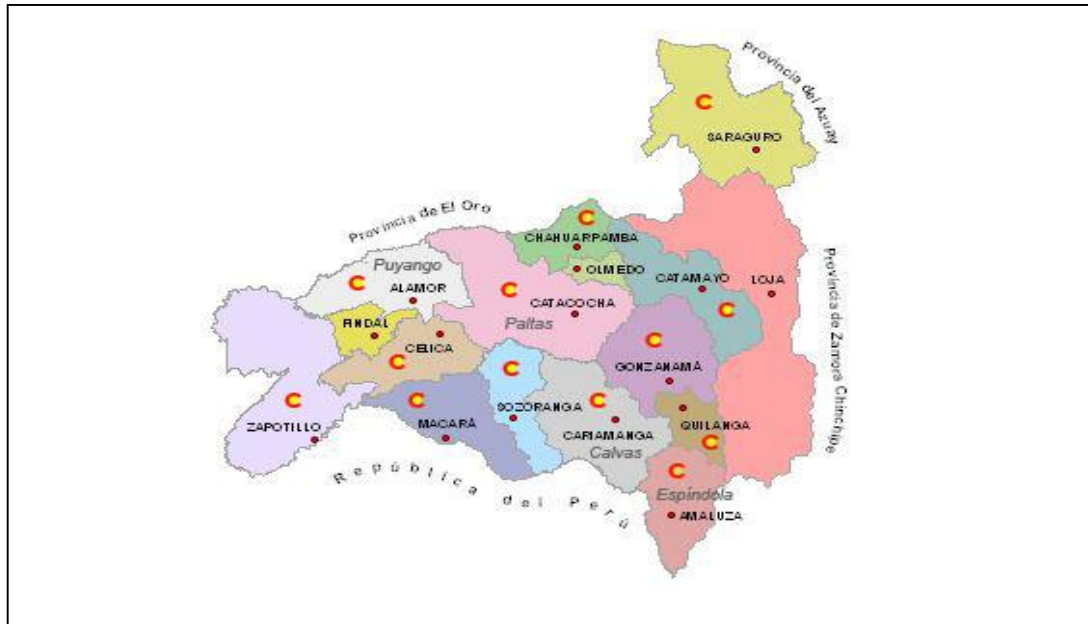 Provincia del Azuay
C
SARAGURO
Provincia de El Oro
C
CHAHUARPAMBA
Puyango
C
ALAMOR
OLMEDO
CATAMAYO
LOJA
C
C
CATACOCHA
Paltas
PINDAL
CELICA
C
C
GONZANAMÁ
Provincia de Zamora Chinchipe
C
ZAPOTILLO
C
MACARÁ
C
SOZORANGA
C
CARIAMANGA
Calvas
QUILANGA
C
C
Espíndola
AMALUZA
República del Perú